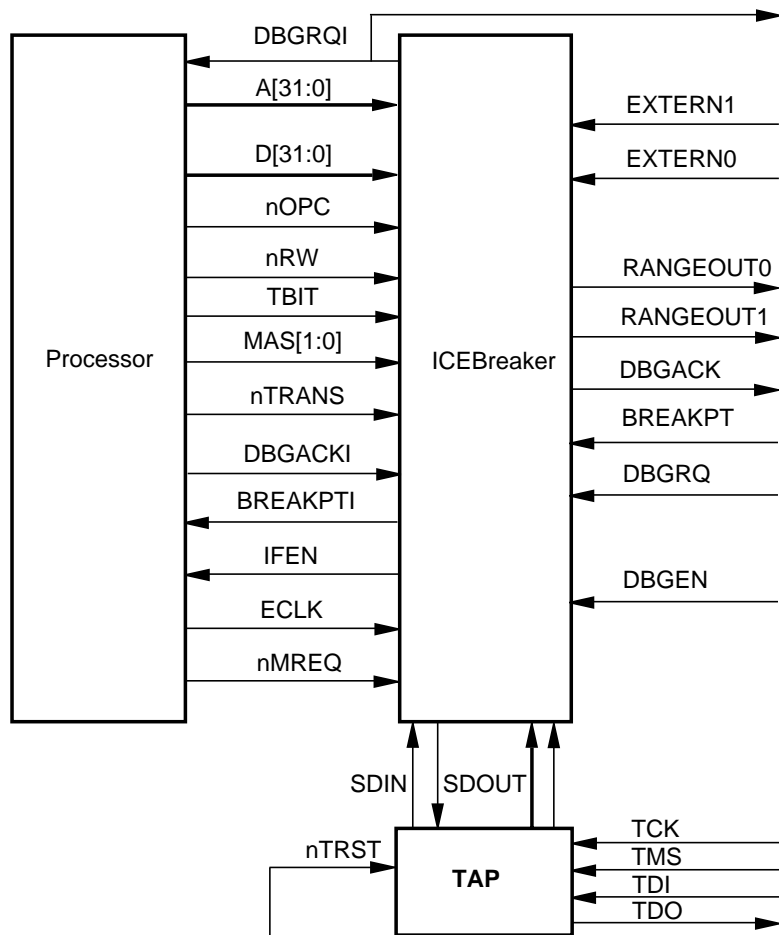 DBGRQI
A[31:0]
EXTERN1
D[31:0]
EXTERN0
nOPC
nRW
RANGEOUT0
TBIT
RANGEOUT1
MAS[1:0]
Processor
ICEBreaker
DBGACK
nTRANS
BREAKPT
DBGACKI
DBGRQ
BREAKPTI
IFEN
DBGEN
ECLK
nMREQ
SDIN
SDOUT
TCK
nTRST
TMS
TAP
TDI
TDO